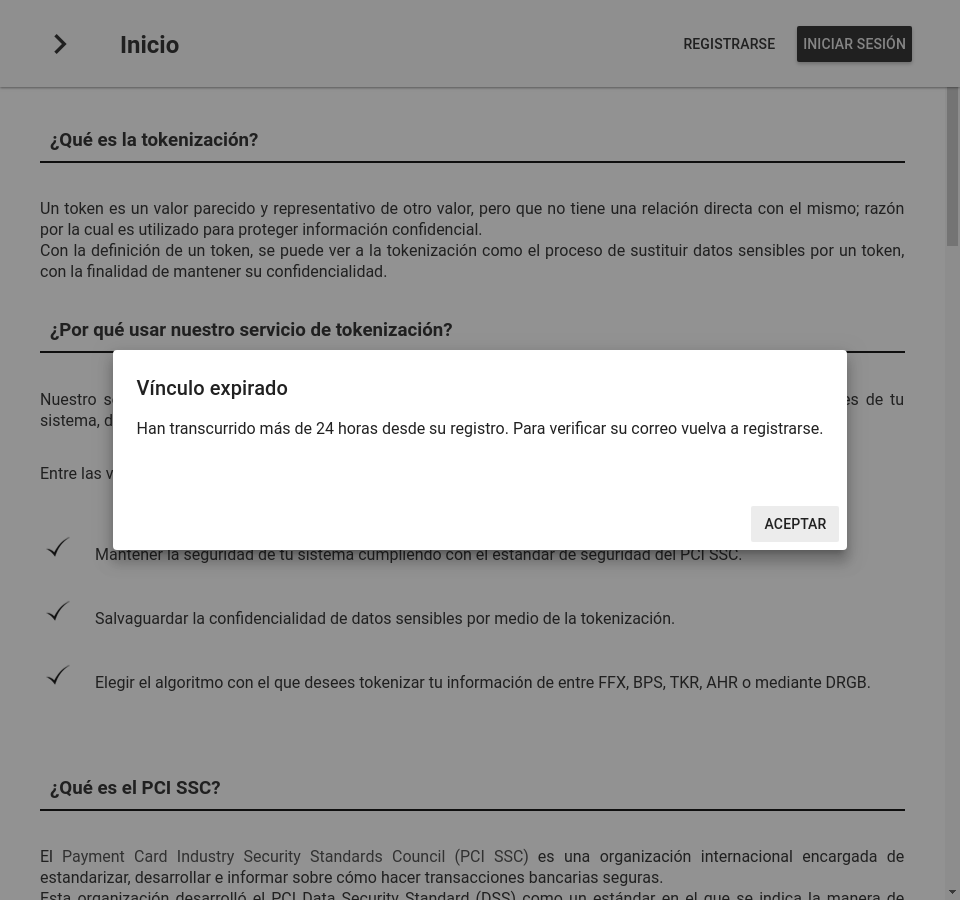 Inicio
REGISTRARSE
INICIAR SESIÓN
¿Qué es la tokenización?
Un token es un valor parecido y representativo de otro valor, pero que no tiene una relación directa con el mismo; razón
por la cual es utilizado para proteger información confidencial.
Con la definición de un token, se puede ver a la tokenización como el proceso de sustituir datos sensibles por un token,
con la finalidad de mantener su confidencialidad.
¿Por qué usar nuestro servicio de tokenización?
Nuestro
de tu
sistema,
Entre las
Vínculo expirado
Han transcurrido más de 24 horas desde su registro. Para verificar su correo vuelva a registrarse.
ACEPTAR
Mantener la seguridad de tu sistema cumpliendo con el estándar de seguridad del PCI SSC.
Salvaguardar la confidencialidad de datos sensibles por medio de la tokenización.
Elegir el algoritmo con el que desees tokenizar tu información de entre FFX, BPS, TKR, AHR o mediante DRGB.
¿Qué es el PCI SSC?
El Payment Card Industry Security Standards Council (PCI SSC) es una organización internacional encargada de
estandarizar, desarrollar e informar sobre cómo hacer transacciones bancarias seguras.
Esta organización desarrolló el PCI Data Security Standard (DSS) como un estándar en el que se indica la manera de